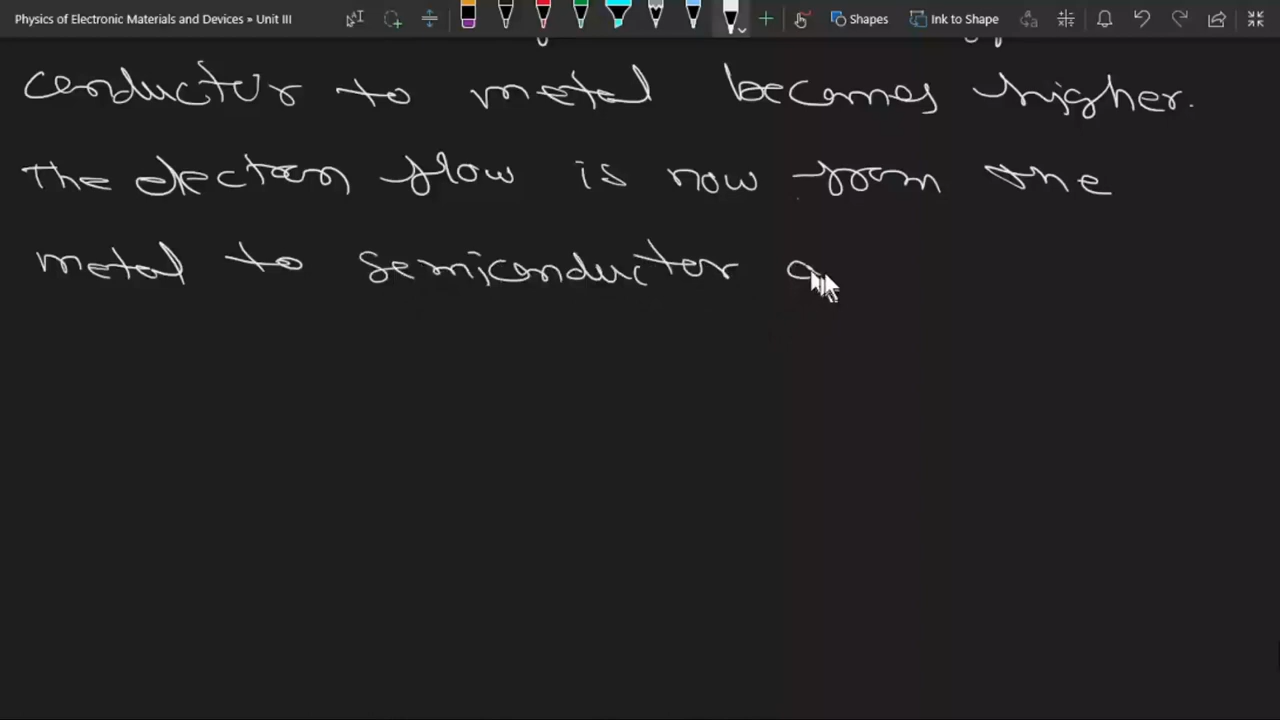 Physics of Electronic Materials and Devices » Unit III
Shapes
Ink to Shape
conductor to metal becomes higher.
The electron flow is now from the
metal to semiconductor